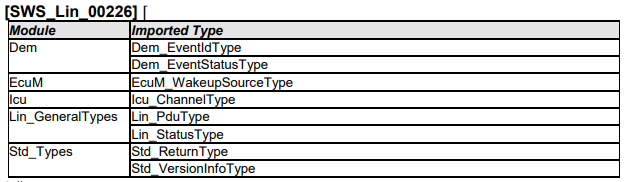 [SWS_Lin_00226] ⌈
Module Imported Type
Dem Dem_EventIdType
Dem_EventStatusType
EcuM EcuM_WakeupSourceType
Icu Icu_ChannelType
Lin_GeneralTypes Lin_PduType
Lin_StatusType
Std_Types Std_ReturnType
Std_VersionInfoType